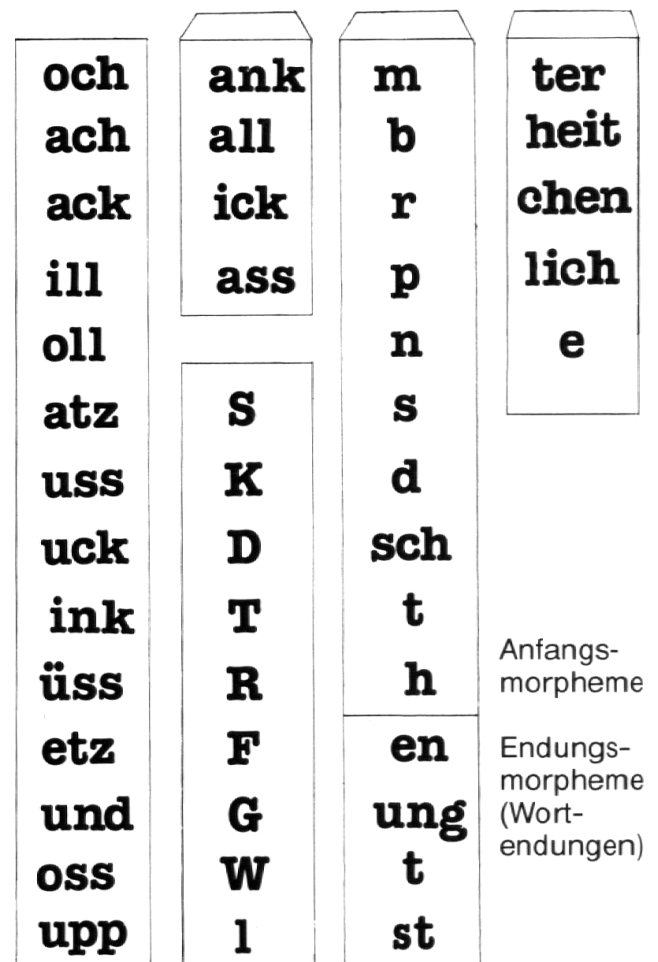 och
ach
ack
ill
oll
atz
uss
uck
ink
üss
etz
und
oss
upp
ank
all
ick
ass
S
K
D
T
R
F
G
W
l
m
b
r
p
n
s
d
sch
t
h
en
ung
t
st
ter
heit
chen
lich
e
Anfangs-
morpheme
Endungs-
morpheme
(Wort-
endungen)